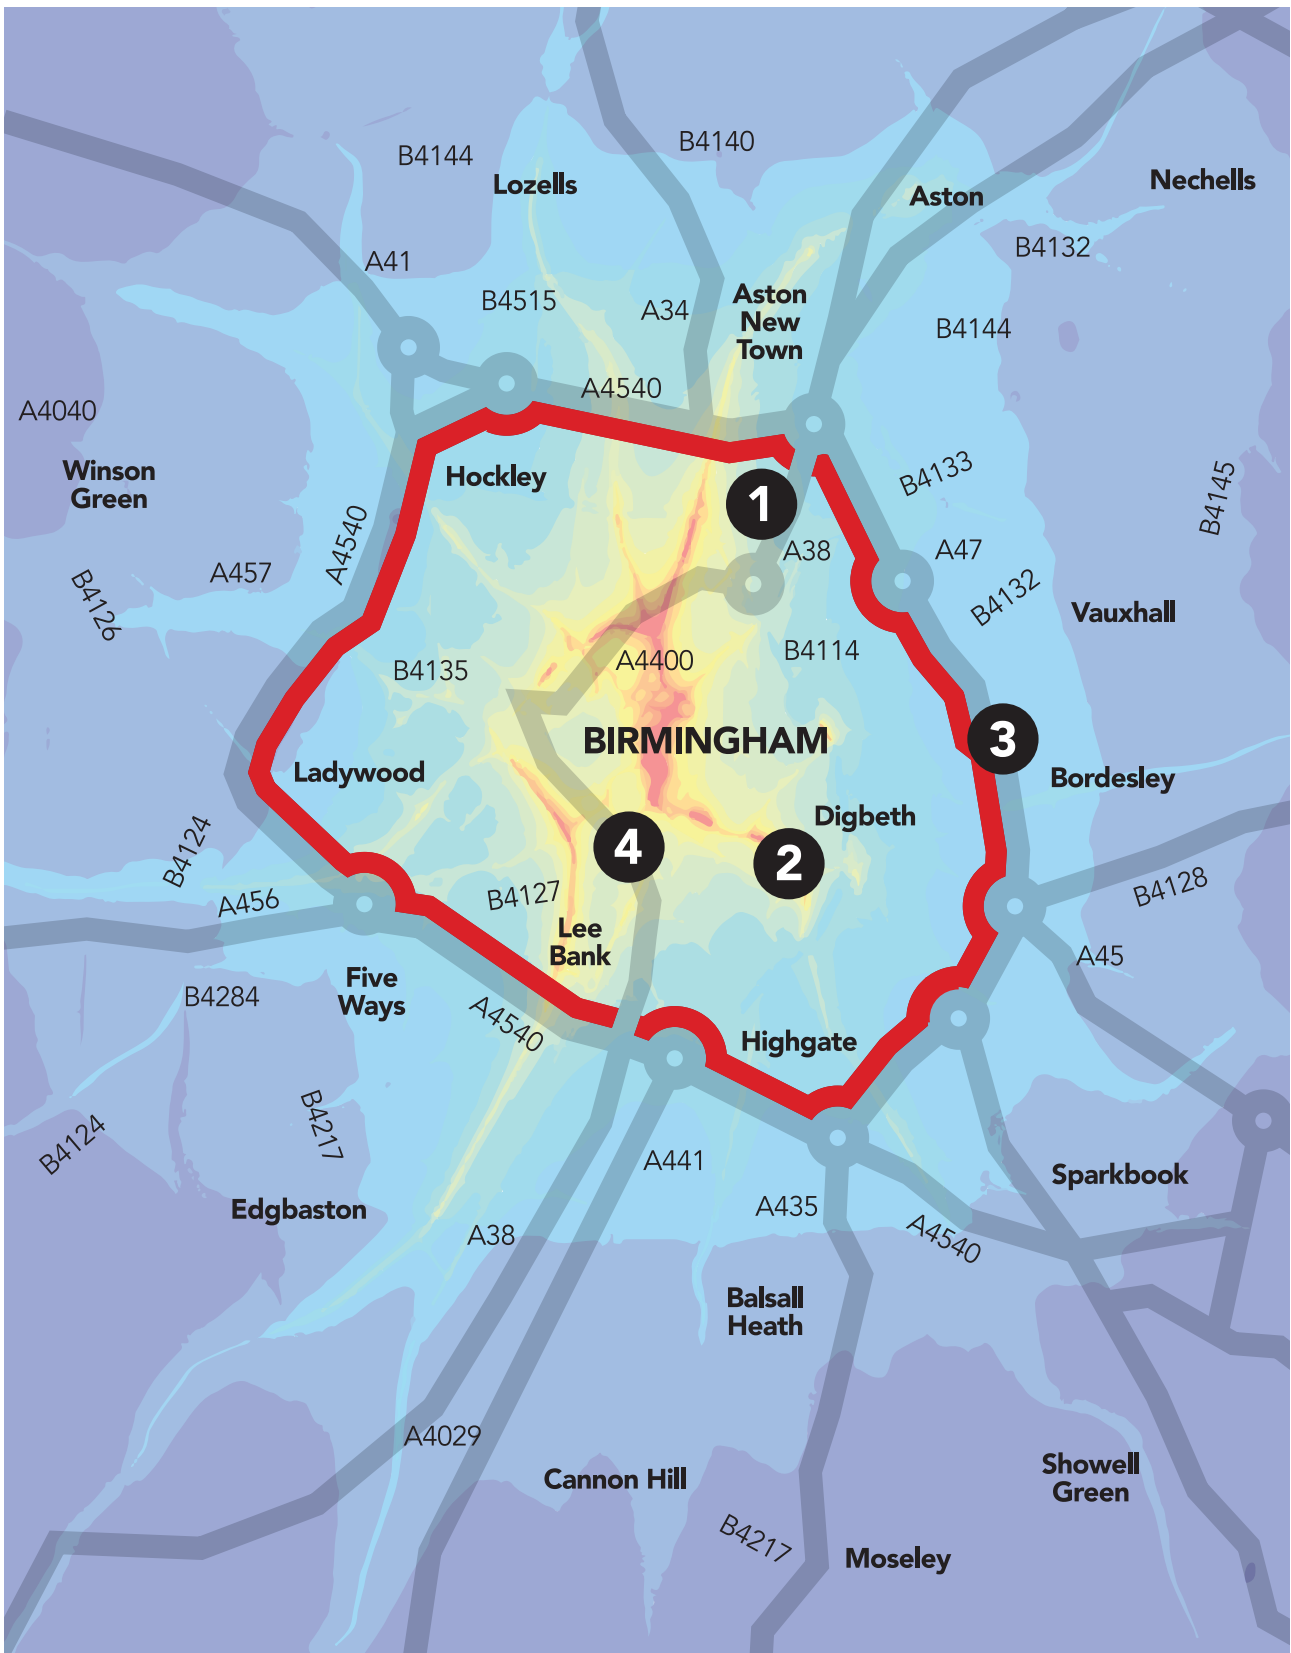 B4140
B4144
Lozells
Nechells
Aston
B4132
A41
B4515
A34
Aston
New
Town
B4144
A4540
A4040
Winson
Green
Hockley
B4133
B4145
1
A4540
A38
A47
A457
B4126
B4132
Vauxhall
B4135
A4400
B4114
BIRMINGHAM
3
Ladywood
Bordesley
Digbeth
B4124
4
2
A456
B4127
B4128
Lee
Bank
A45
Five
Ways
B4284
A4540
Highgate
B4217
B4124
A441
Sparkbook
Edgbaston
A435
A38
A4540
Balsall
Heath
A4029
Cannon Hill
Showell
Green
B4217
Moseley